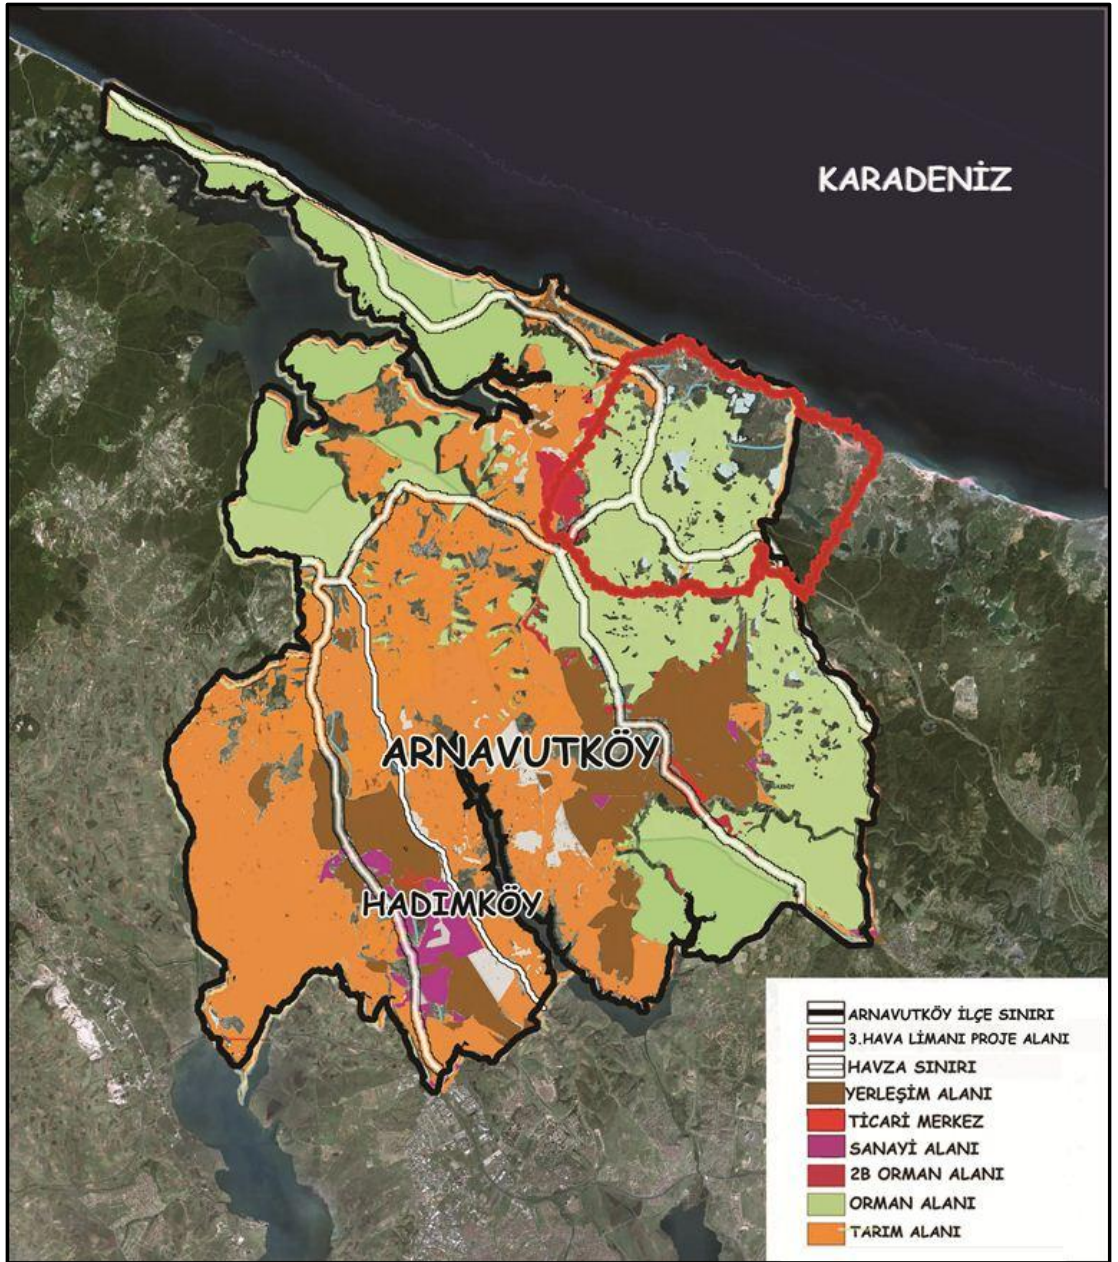 KARADENİZ
ARNAVUTKÖY
HADIMKÖY
ARNAVUTKÖY İLÇE SINIRI
3.HAVA LİMANI PROJE ALANI
HAVZA SINIRI
YERLEŞİM ALANI
TİCARİ MERKEZ
SANAYİ ALANI
2B ORMAN ALANI
ORMAN ALANI
TARIM ALANI